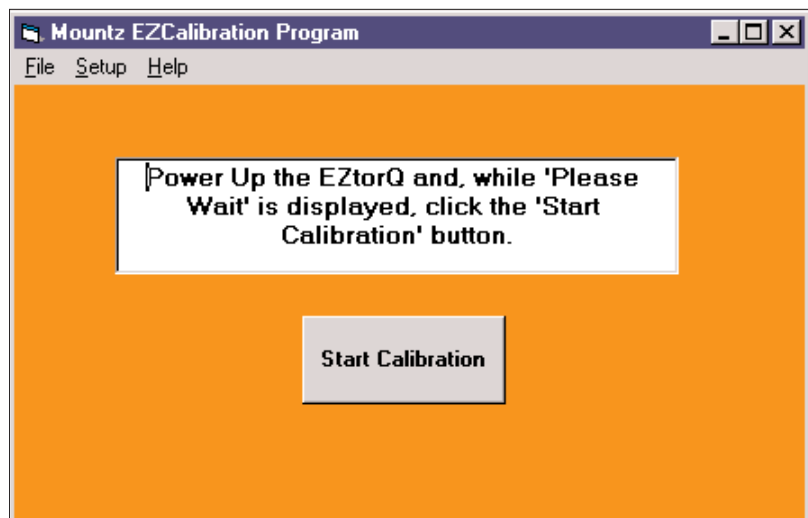 Mountz EZCalibration Program
File Setup Help
Power Up the EZtorQ and, while 'Please
Wait' is displayed, click the 'Start
Calibration' button.
Start Calibration